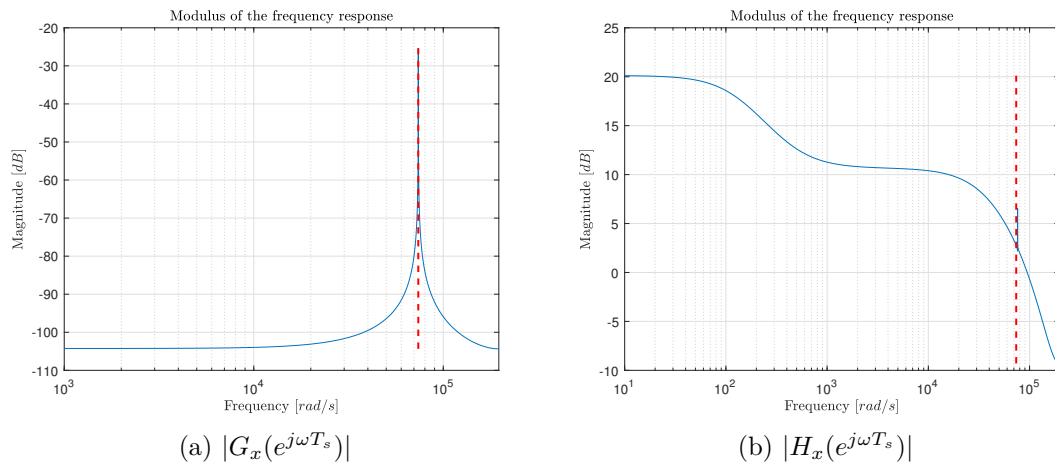 Modulus of the frequency response
-20
-30
-40
-50
-60
-70
-80
-90
-100
-110
Magnitude [dB]
10^3 10^4 10^5
Frequency [rad/s]
(a) |G_x(e^{jωT_s})|
Modulus of the frequency response
25
20
15
10
5
0
-5
-10
Magnitude [dB]
10^1 10^2 10^3 10^4 10^5
Frequency [rad/s]
(b) |H_x(e^{jωT_s})|